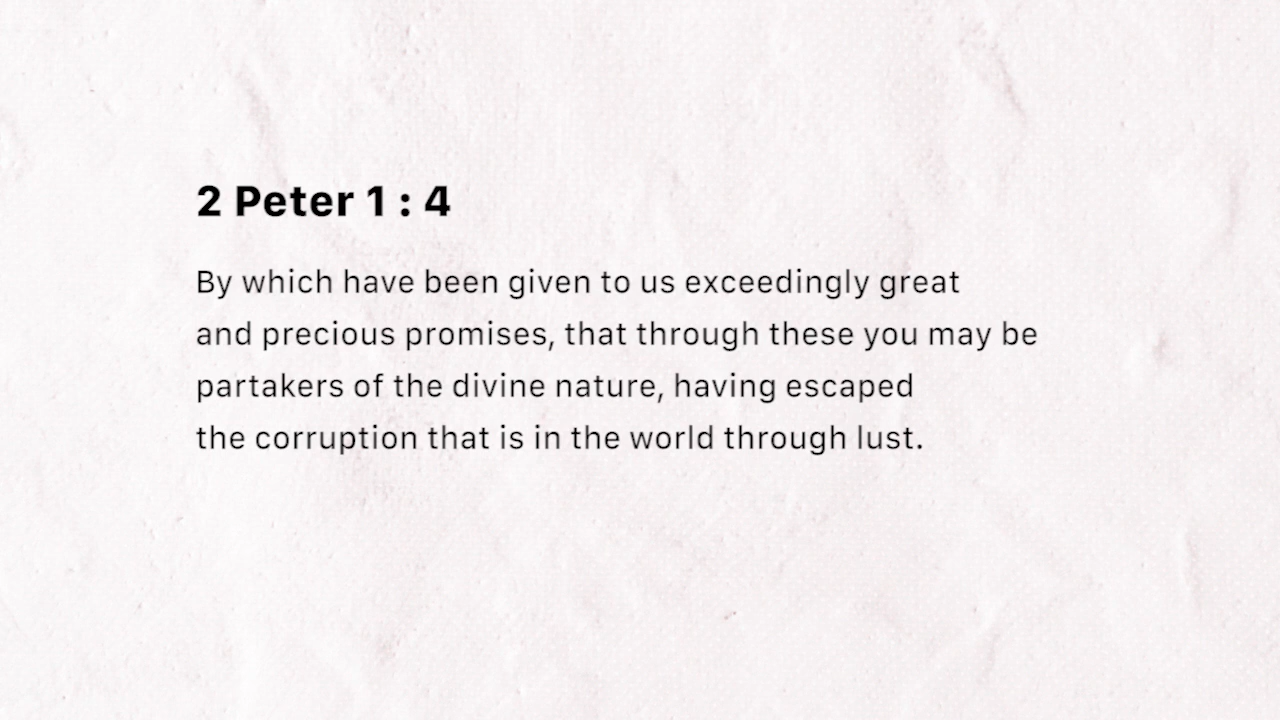 2 Peter 1 : 4
By which have been given to us exceedingly great
and precious promises, that through these you may be
partakers of the divine nature, having escaped
the corruption that is in the world through lust.